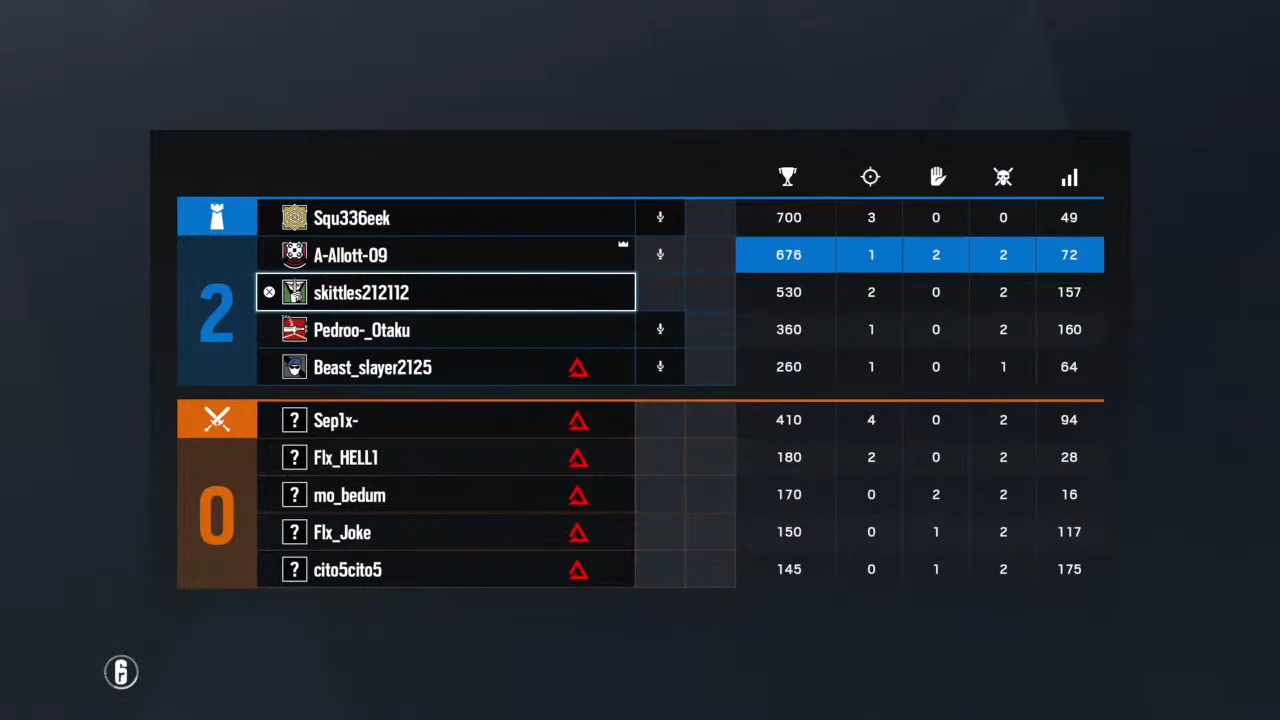 Squ336eek 700 3 0 0 49
A-Allott-09 676 1 2 2 72
2
skittles212112 530 2 0 2 157
Pedroo-_Otaku 360 1 0 2 160
Beast_slayer2125 260 1 0 1 64
? Sep1x- 410 4 0 2 94
? Flx_HELL1 180 2 0 2 28
? mo_bedum 170 0 2 2 16
0
? Flx_Joke 150 0 1 2 117
? cito5cito5 145 0 1 2 175
6